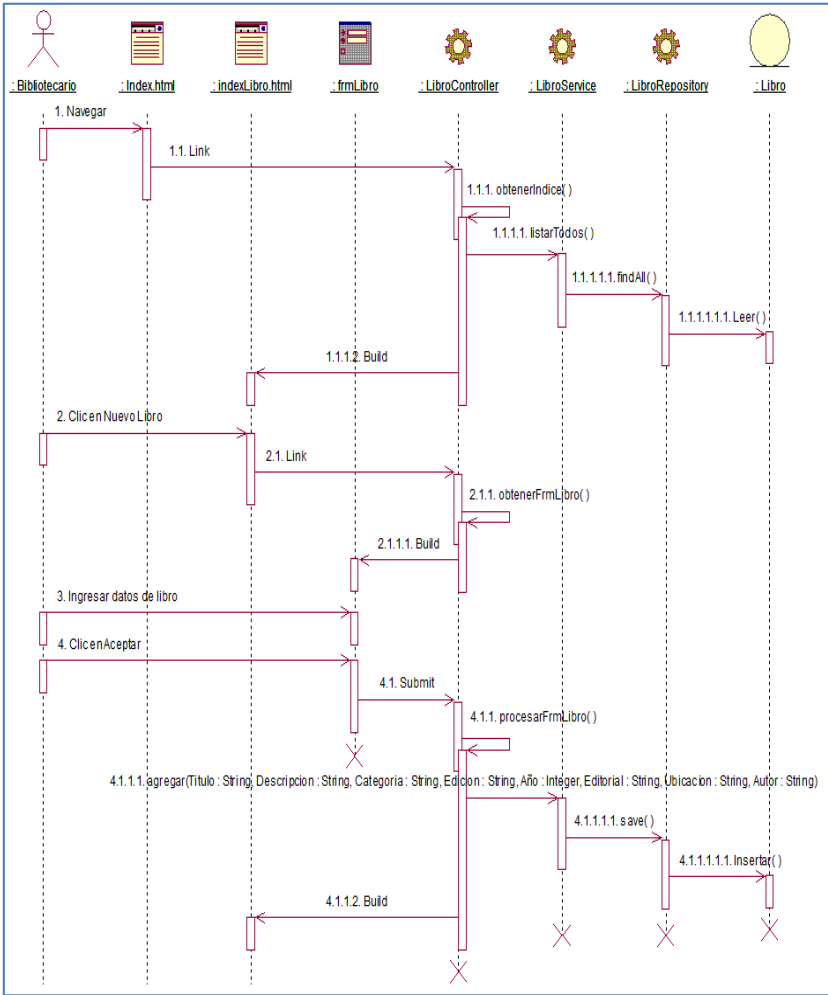 : Bibliotecario : Index.html : indexLibro.html : frmLibro : LibroController : LibroService : LibroRepository : Libro
1. Navegar
1.1. Link
1.1.1. obtenerIndice( )
1.1.1.1. listarTodos( )
1.1.1.1.1. findAll( )
1.1.1.1.1.1. Leer( )
1.1.1.2. Build
2. Clic en Nuevo Libro
2.1. Link
2.1.1. obtenerFrmLibro( )
2.1.1.1. Build
3. Ingresar datos de libro
4. Clic en Aceptar
4.1. Submit
4.1.1. procesarFrmLibro( )
4.1.1.1. agregar(Titulo : String, Descripcion : String, Categoria : String, Edicion : String, Año : Integer, Editorial : String, Ubicacion : String, Autor : String)
4.1.1.1.1. save( )
4.1.1.1.1.1. Insertar( )
4.1.1.2. Build